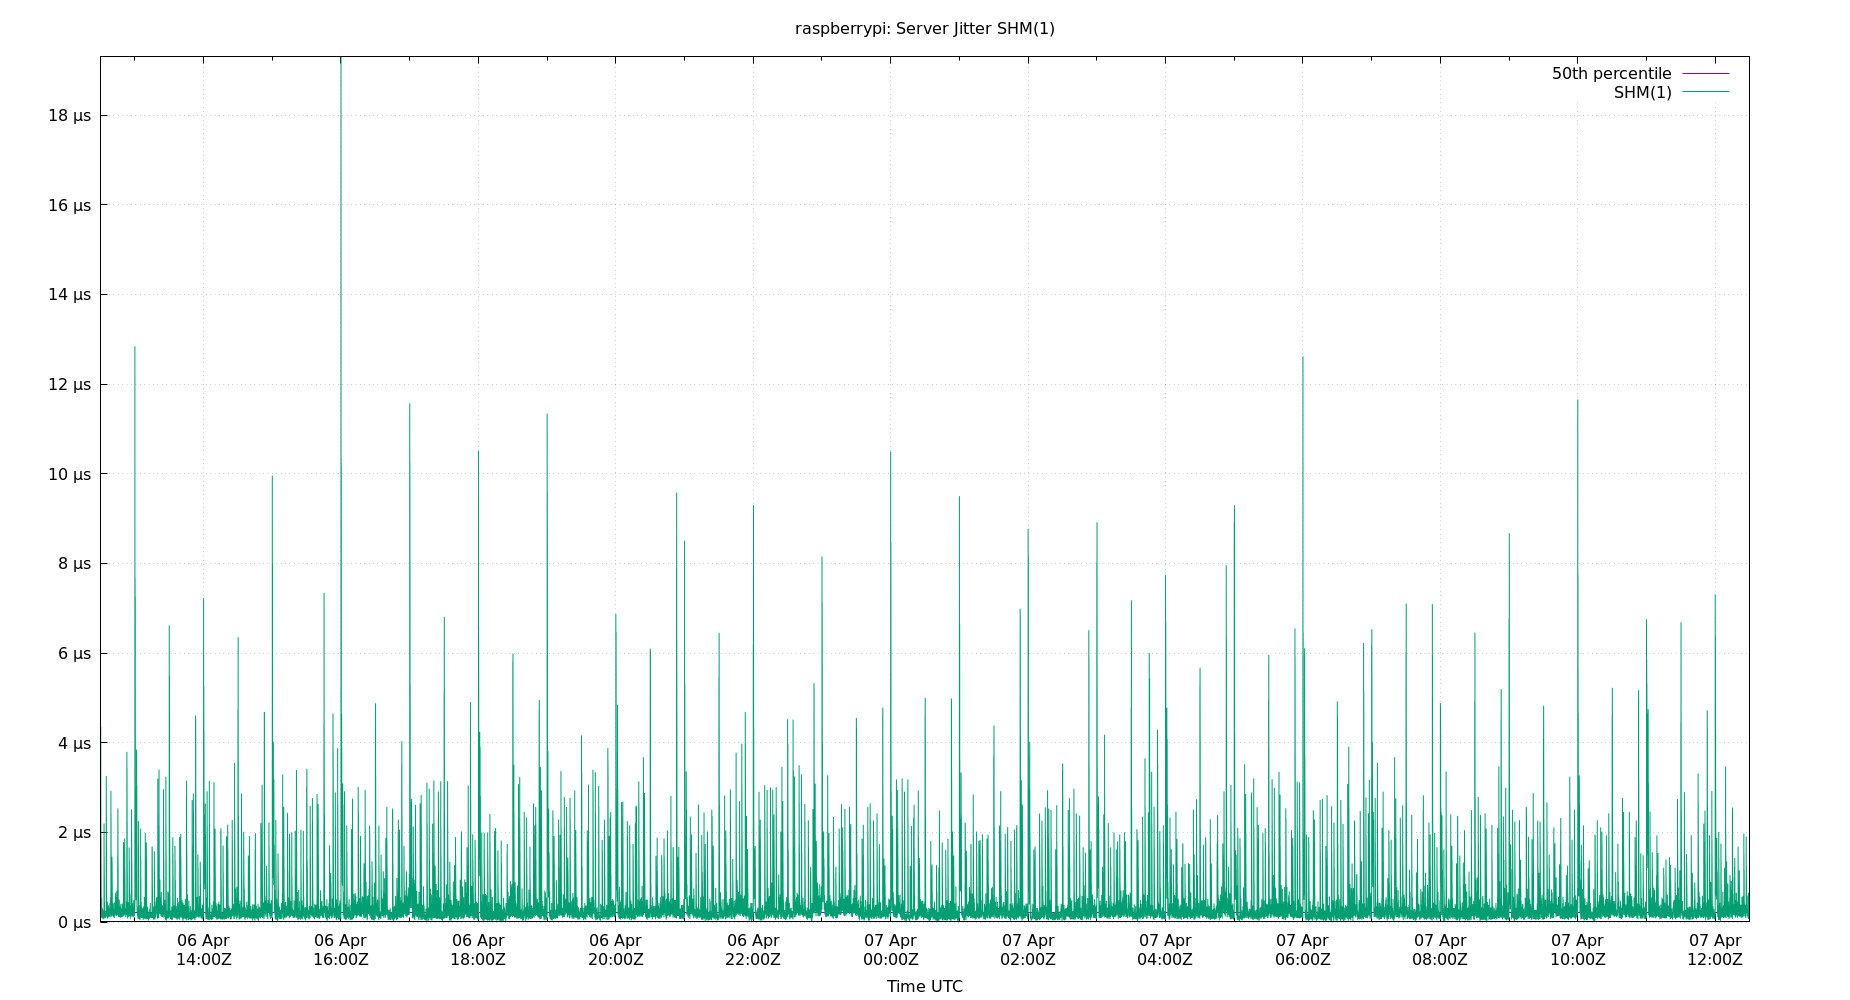 raspberrypi: Server Jitter SHM(1)
50th percentile
SHM(1)
18 µs
16 µs
14 µs
12 µs
10 µs
8 µs
6 µs
4 µs
2 µs
0 µs
06 Apr 06 Apr 06 Apr 06 Apr 06 Apr 07 Apr 07 Apr 07 Apr 07 Apr 07 Apr 07 Apr 07 Apr
14:00Z 16:00Z 18:00Z 20:00Z 22:00Z 00:00Z 02:00Z 04:00Z 06:00Z 08:00Z 10:00Z 12:00Z
Time UTC